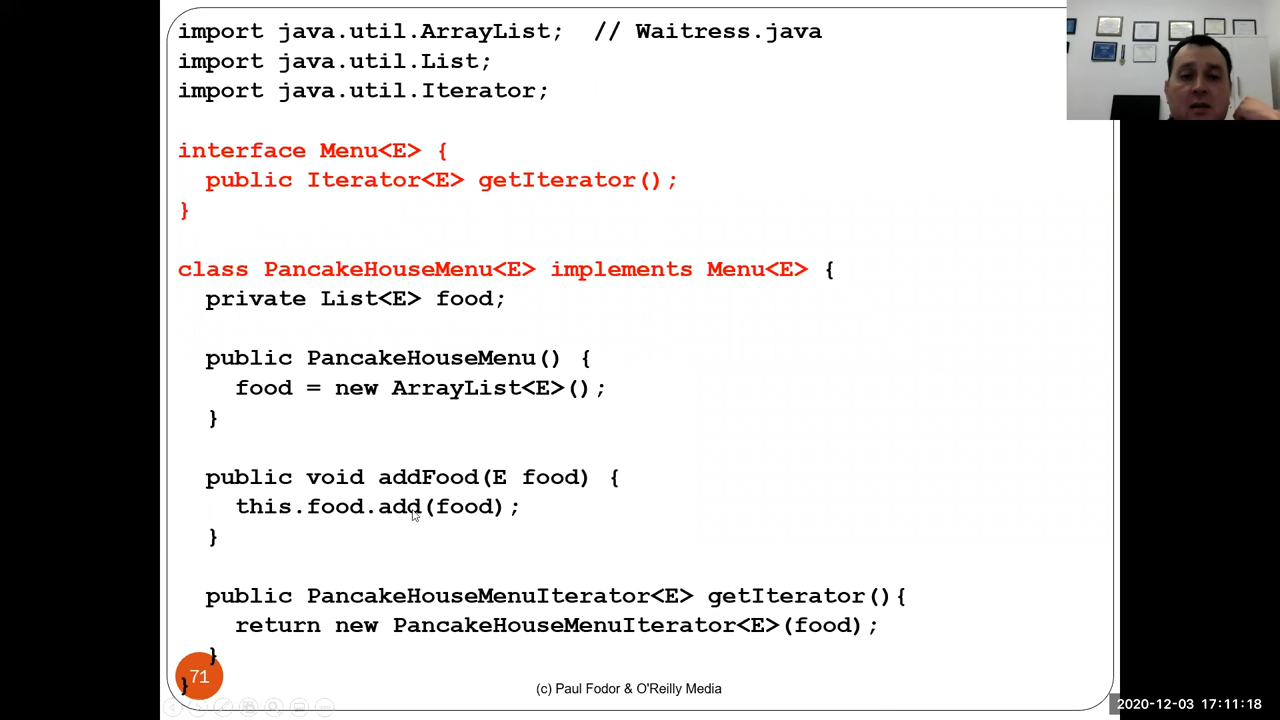 import java.util.ArrayList;  // Waitress.java
import java.util.List;
import java.util.Iterator;
interface Menu<E> {
  public Iterator<E> getIterator();
}
class PancakeHouseMenu<E> implements Menu<E> {
  private List<E> food;
  public PancakeHouseMenu() {
    food = new ArrayList<E>();
  }
  public void addFood(E food) {
    this.food.add(food);
  }
  public PancakeHouseMenuIterator<E> getIterator(){
    return new PancakeHouseMenuIterator<E>(food);
  }
}
71
(c) Paul Fodor & O'Reilly Media
2020-12-03 17:11:18